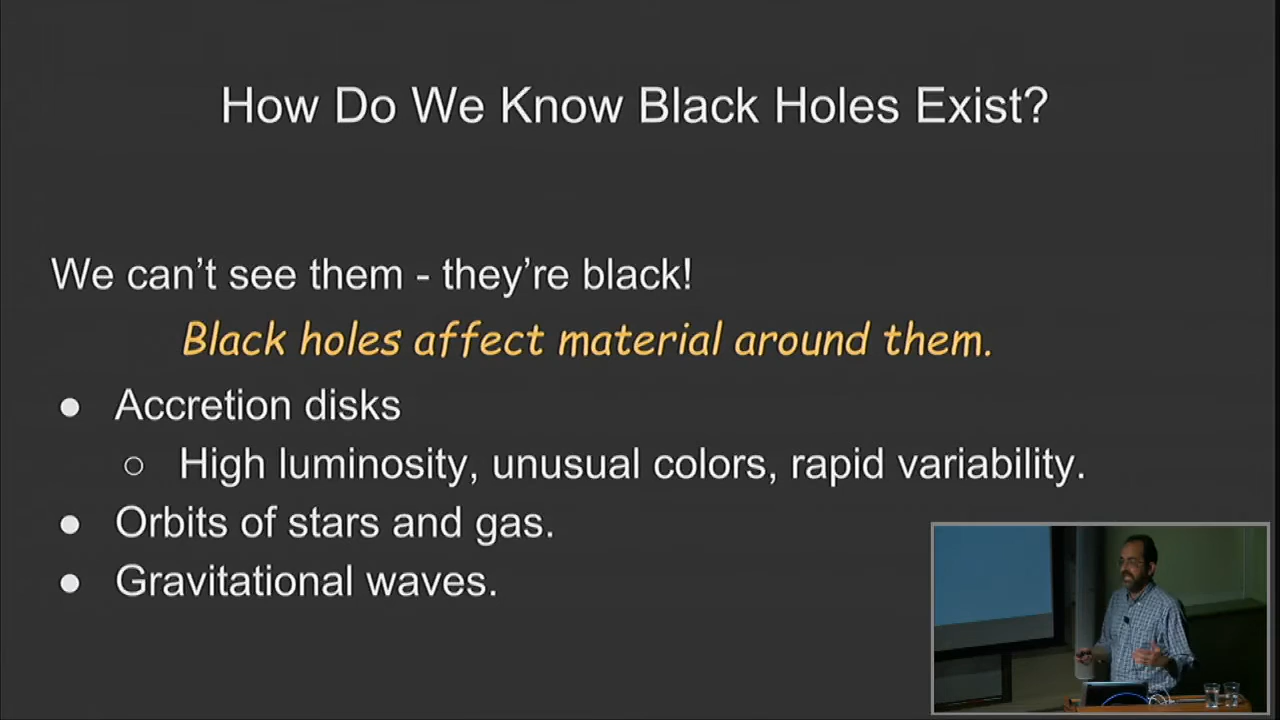 How Do We Know Black Holes Exist?
We can’t see them - they’re black!
Black holes affect material around them.
● Accretion disks
○ High luminosity, unusual colors, rapid variability.
● Orbits of stars and gas.
● Gravitational waves.